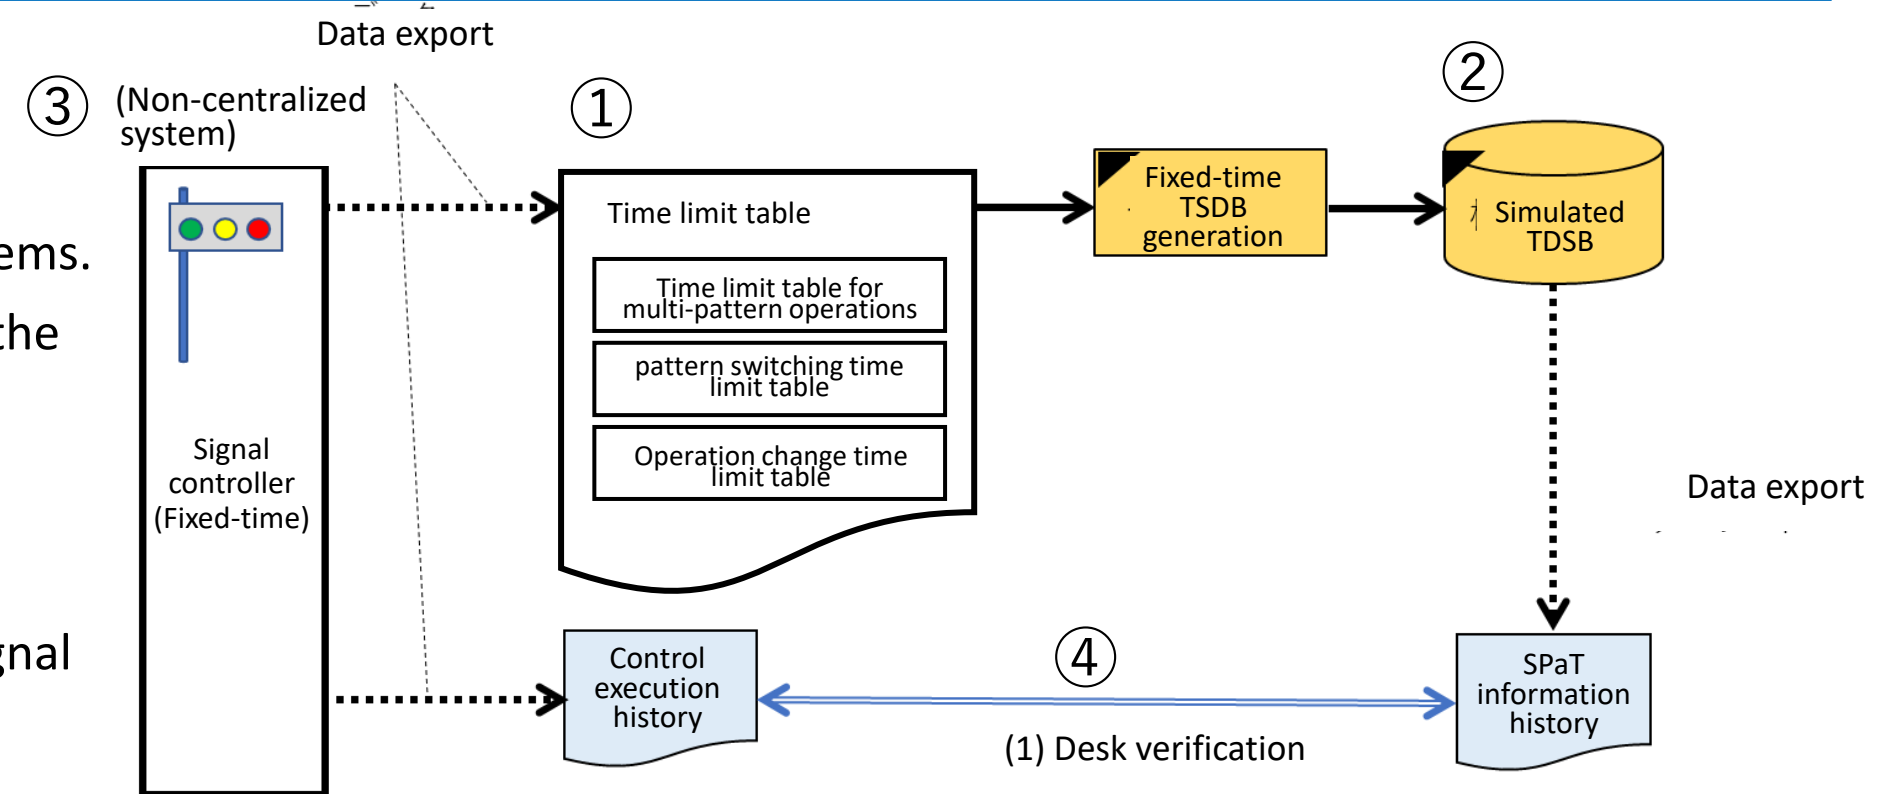 Data export
③
(Non-centralized
system)
①
②
ems.
the
gnal
Signal
controller
(Fixed-time)
Time limit table
Time limit table for
multi-pattern operations
pattern switching time
limit table
Operation change time
limit table
Fixed-time
TSDB
generation
Simulated
TDSB
Data export
Control
execution
history
④
(1) Desk verification
SPaT
information
history